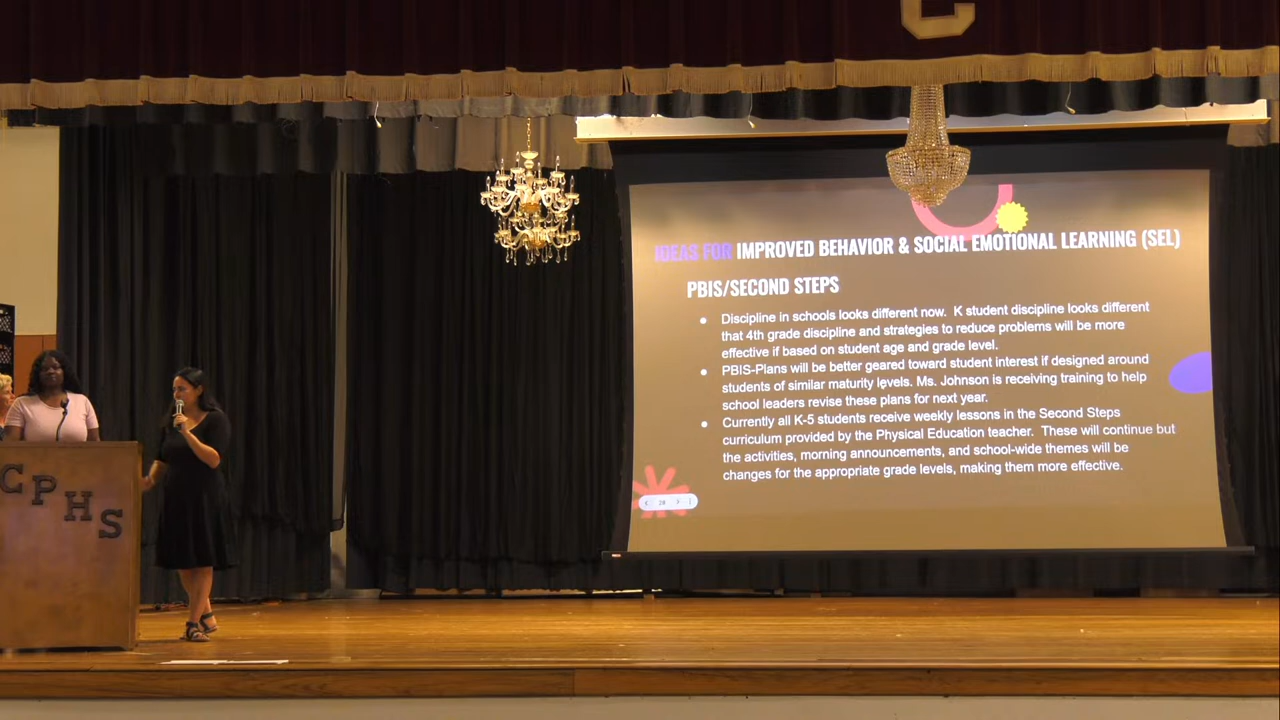 C
IDEAS FOR IMPROVED BEHAVIOR & SOCIAL EMOTIONAL LEARNING (SEL)
PBIS/SECOND STEPS
● Discipline in schools looks different now. K student discipline looks different
that 4th grade discipline and strategies to reduce problems will be more
effective if based on student age and grade level.
● PBIS-Plans will be better geared toward student interest if designed around
students of similar maturity levels. Ms. Johnson is receiving training to help
school leaders revise these plans for next year.
● Currently all K-5 students receive weekly lessons in the Second Steps
curriculum provided by the Physical Education teacher. These will continue but
the activities, morning announcements, and school-wide themes will be
changes for the appropriate grade levels, making them more effective.
28
CPHS